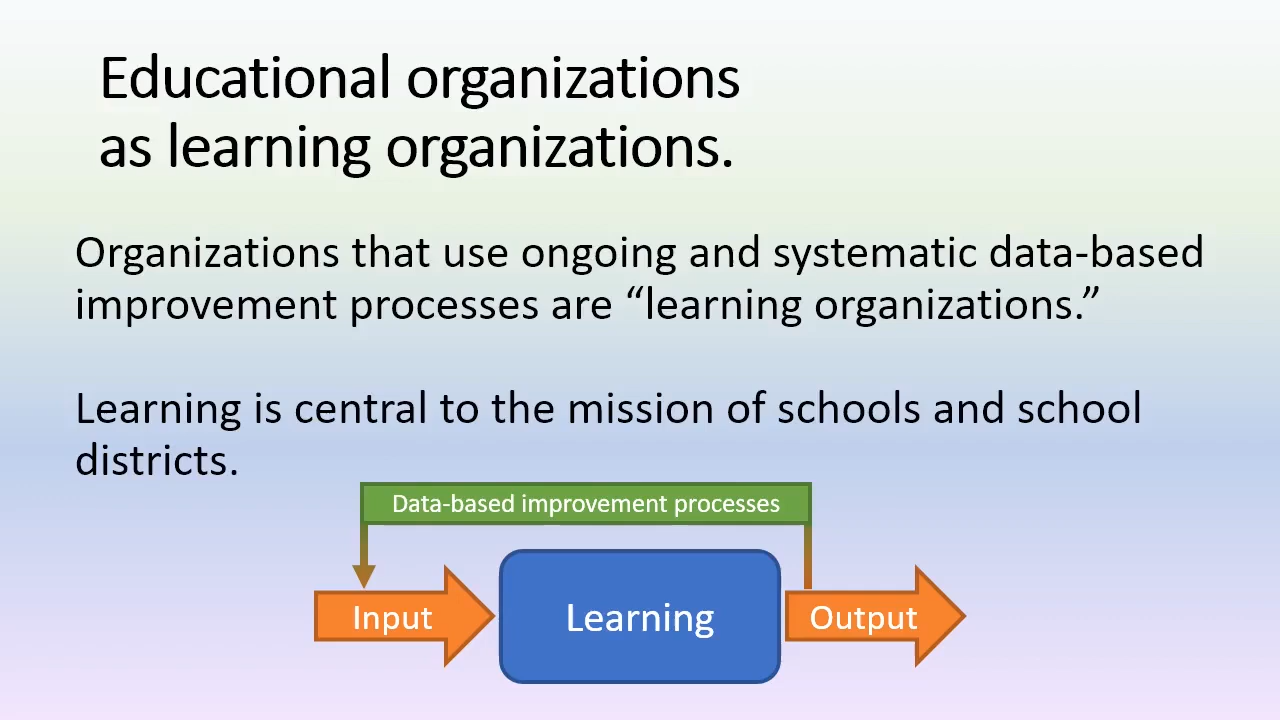 Educational organizations
as learning organizations.
Organizations that use ongoing and systematic data-based
improvement processes are “learning organizations.”
Learning is central to the mission of schools and school
districts.
Data-based improvement processes
Input
Learning
Output